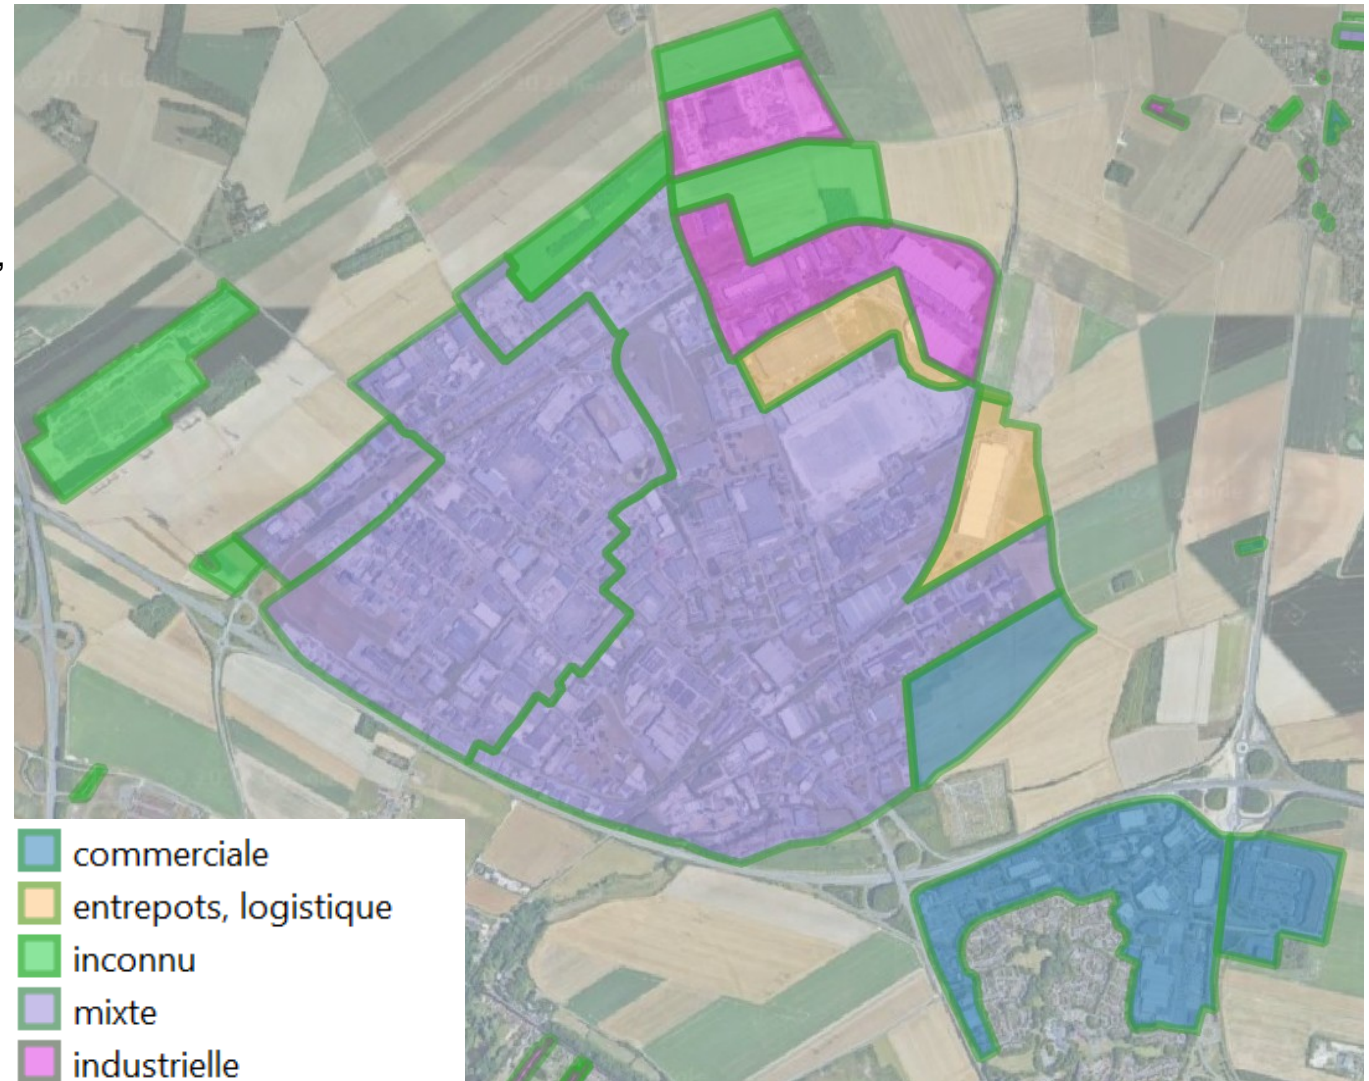 ,
commerciale
entrepots, logistique
inconnu
mixte
industrielle